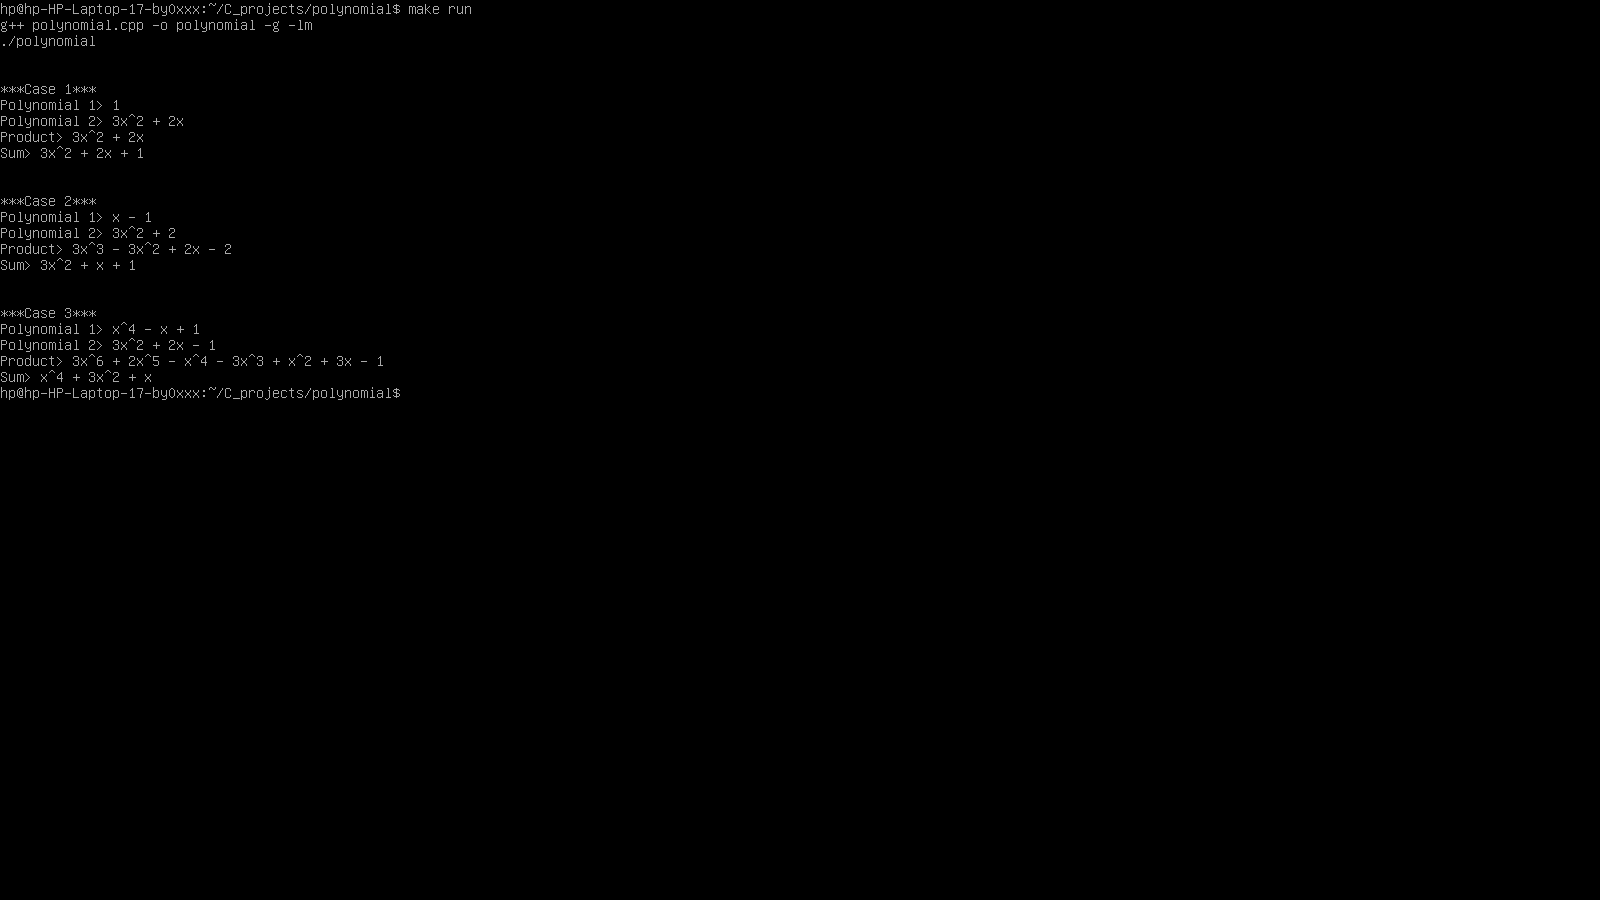 hp@hp-HP-Laptop-17-by0xxx:~/C_projects/polynomial$ make run
g++ polynomial.cpp -o polynomial -g -lm
./polynomial
***Case 1***
Polynomial 1> 1
Polynomial 2> 3x^2 + 2x
Product> 3x^2 + 2x
Sum> 3x^2 + 2x + 1
***Case 2***
Polynomial 1> x - 1
Polynomial 2> 3x^2 + 2
Product> 3x^3 - 3x^2 + 2x - 2
Sum> 3x^2 + x + 1
***Case 3***
Polynomial 1> x^4 - x + 1
Polynomial 2> 3x^2 + 2x - 1
Product> 3x^6 + 2x^5 - x^4 - 3x^3 + x^2 + 3x - 1
Sum> x^4 + 3x^2 + x
hp@hp-HP-Laptop-17-by0xxx:~/C_projects/polynomial$